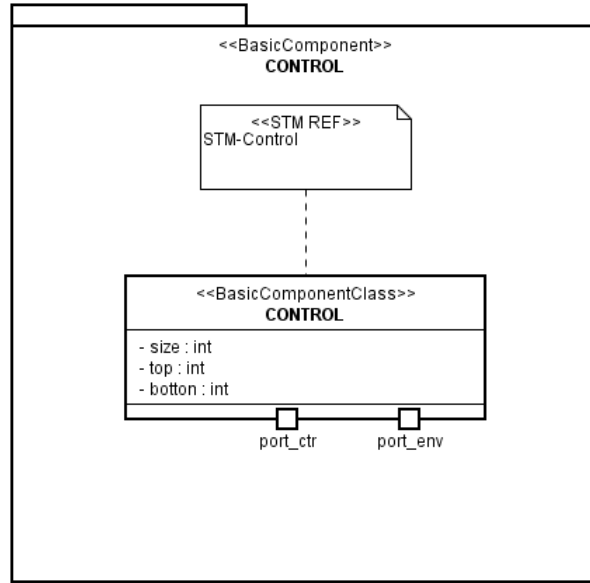 <<BasicComponent>>
CONTROL
<<STM REF>>
STM-Control
<<BasicComponentClass>>
CONTROL
- size : int
- top : int
- botton : int
port_ctr
port_env